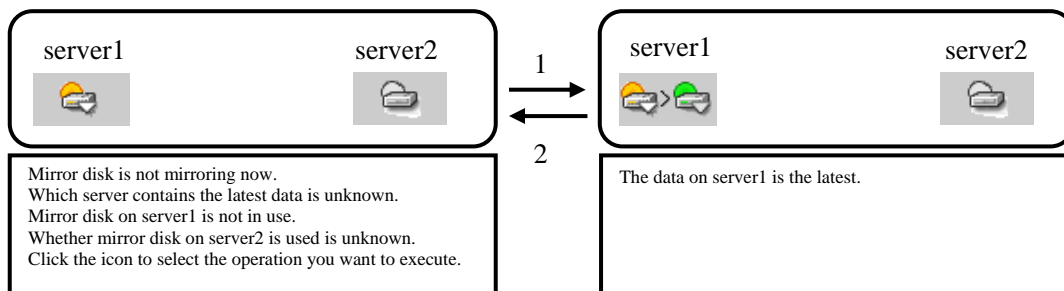 server1
server2
Mirror disk is not mirroring now.
Which server contains the latest data is unknown.
Mirror disk on server1 is not in use.
Whether mirror disk on server2 is used is unknown.
Click the icon to select the operation you want to execute.
1
2
server1
server2
>
The data on server1 is the latest.